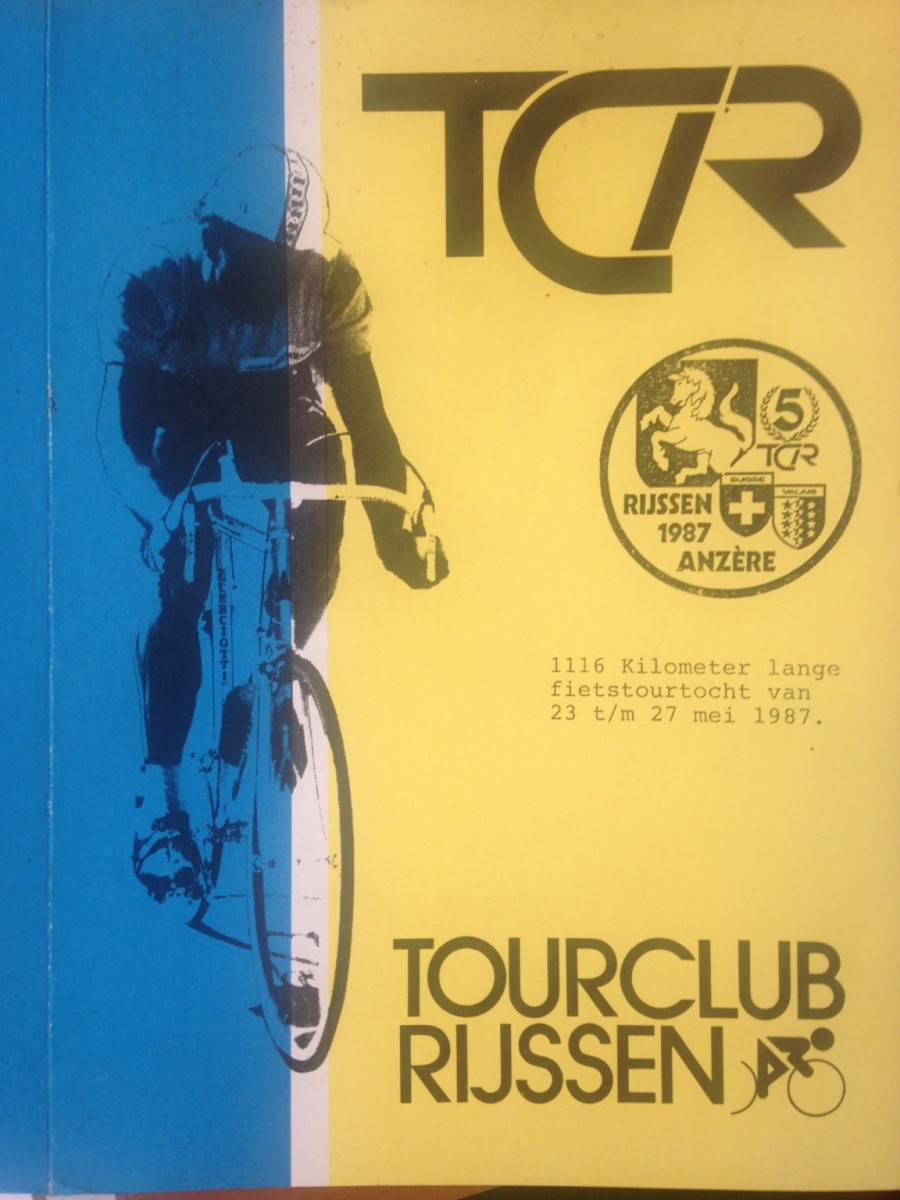 TCR
5
TCR
SUISSE
VALAIS
RIJSSEN
1987
ANZÈRE
GUERCIOTTI
1116 Kilometer lange
fietstourtocht van
23 t/m 27 mei 1987.
TOURCLUB
RIJSSEN